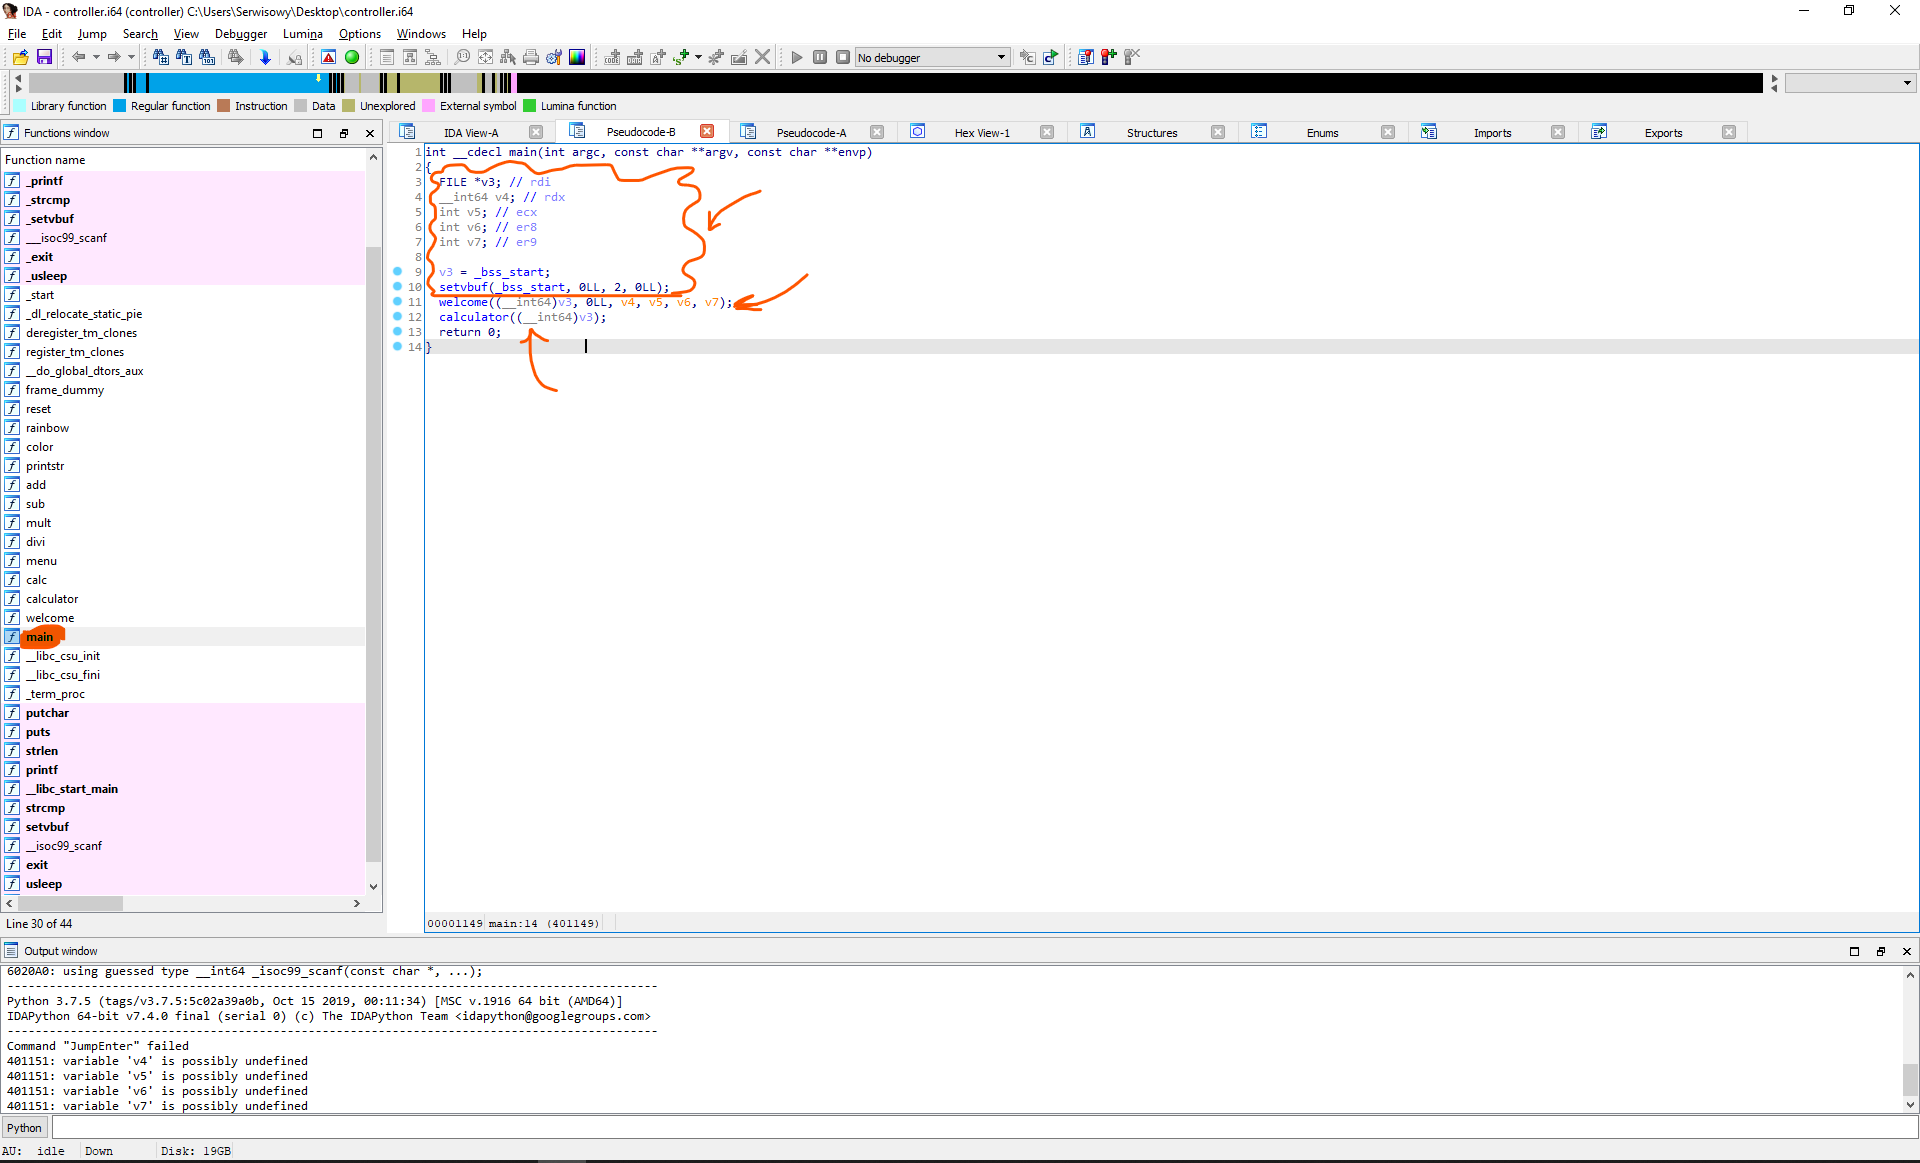 IDA - controller.i64 (controller) C:\Users\Serwisowy\Desktop\controller.i64
File Edit Jump Search View Debugger Lumina Options Windows Help
No debugger
Library function Regular function Instruction Data Unexplored External symbol Lumina function
Functions window
IDA View-A Pseudocode-B Pseudocode-A Hex View-1 Structures Enums Imports Exports
Function name
_printf
_strcmp
_setvbuf
___isoc99_scanf
_exit
_usleep
_start
_dl_relocate_static_pie
deregister_tm_clones
register_tm_clones
__do_global_dtors_aux
frame_dummy
reset
rainbow
color
printstr
add
sub
mult
divi
menu
calc
calculator
welcome
main
__libc_csu_init
__libc_csu_fini
_term_proc
putchar
puts
strlen
printf
__libc_start_main
strcmp
setvbuf
__isoc99_scanf
exit
usleep
Line 30 of 44
1 int __cdecl main(int argc, const char **argv, const char **envp)
2 {
3 FILE *v3; // rdi
4 __int64 v4; // rdx
5 int v5; // ecx
6 int v6; // er8
7 int v7; // er9
8
9 v3 = _bss_start;
10 setvbuf(_bss_start, 0LL, 2, 0LL);
11 welcome((__int64)v3, 0LL, v4, v5, v6, v7);
12 calculator((__int64)v3);
13 return 0;
14 }
00001149 main:14 (401149)
Output window
6020A0: using guessed type __int64 _isoc99_scanf(const char *, ...);
---------------------------------------------------------------------------------------------
Python 3.7.5 (tags/v3.7.5:5c02a39a0b, Oct 15 2019, 00:11:34) [MSC v.1916 64 bit (AMD64)]
IDAPython 64-bit v7.4.0 final (serial 0) (c) The IDAPython Team <idapython@googlegroups.com>
---------------------------------------------------------------------------------------------
Command "JumpEnter" failed
401151: variable 'v4' is possibly undefined
401151: variable 'v5' is possibly undefined
401151: variable 'v6' is possibly undefined
401151: variable 'v7' is possibly undefined
Python
AU: idle Down Disk: 19GB